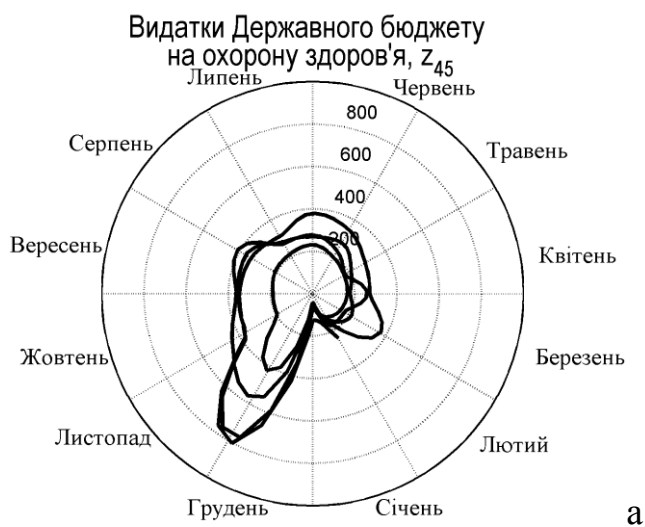 Видатки Державного бюджету
на охорону здоров'я, z45
Липень
Червень
800
Серпень
Травень
600
400
Вересень
200
Квітень
Жовтень
Березень
Листопад
Лютий
Грудень
Січень
а